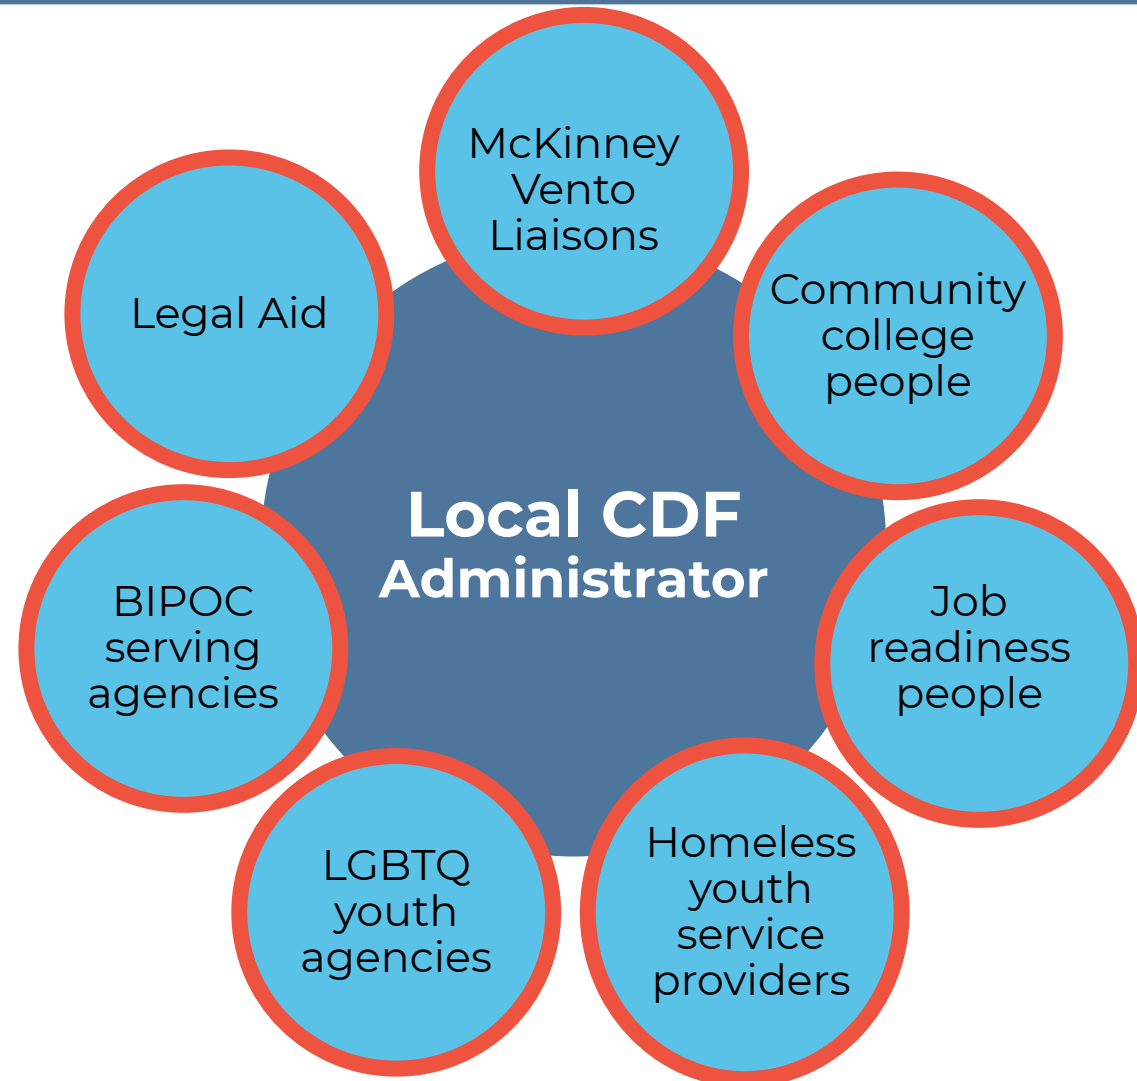 McKinney
Vento
Liaisons
Legal Aid
Community
college
people
Local CDF
Administrator
BIPOC
serving
agencies
Job
readiness
people
LGBTQ
youth
agencies
Homeless
youth
service
providers